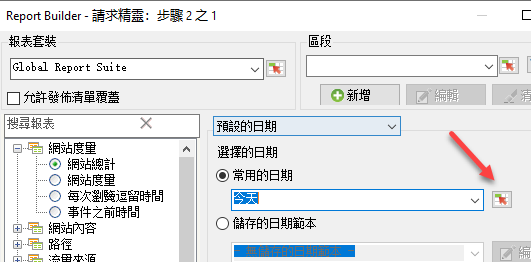 Report Builder - 請求精靈: 步驟 2 之 1
報表套裝
Global Report Suite
允許發佈清單覆蓋
區段
新增
編輯
搜尋報表
網站度量
網站總計
網站度量
每次瀏覽逗留時間
事件之前時間
網站內容
路徑
流量來源
預設的日期
選擇的日期
常用的日期
今天
儲存的日期範本